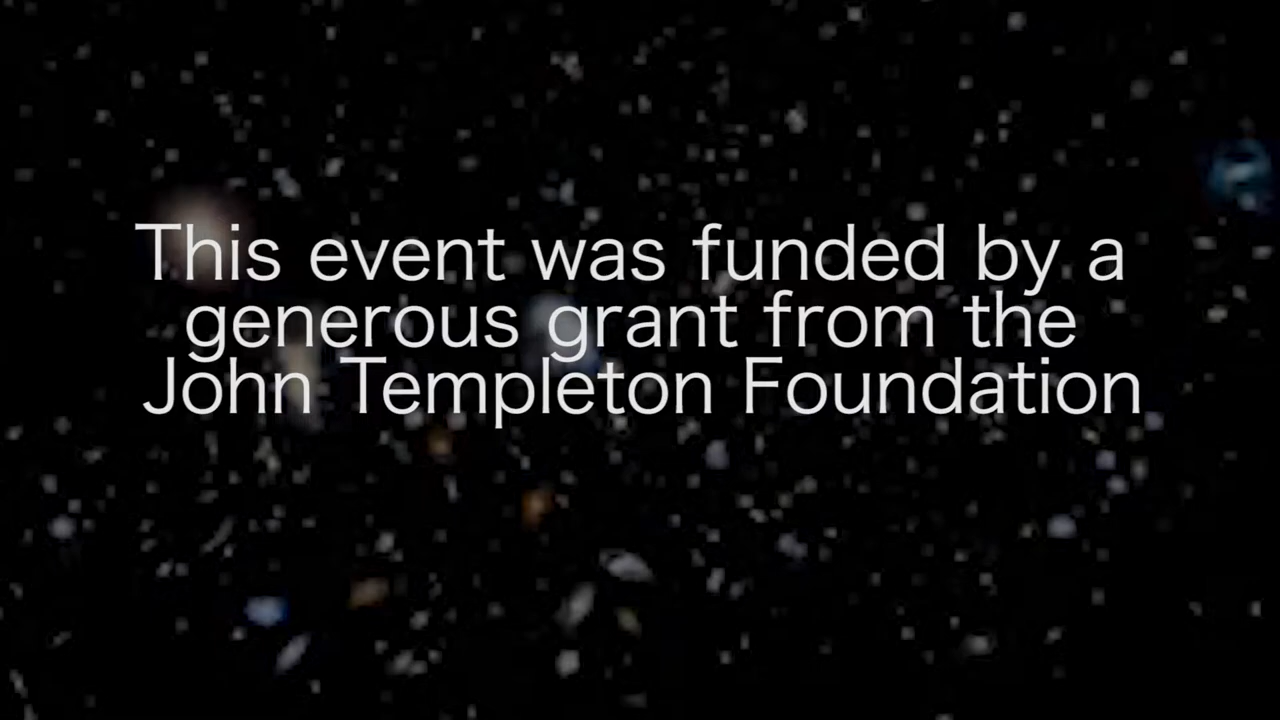 This event was funded by a
generous grant from the
John Templeton Foundation